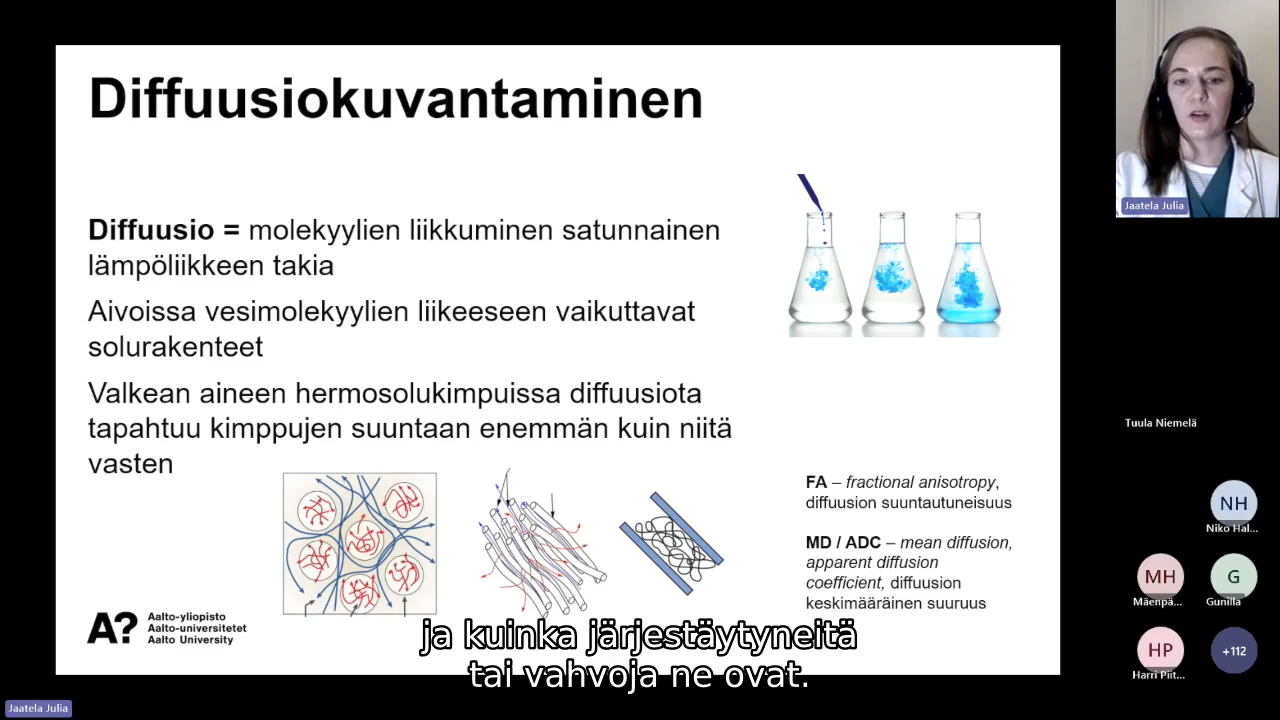 Diffuusiokuvantaminen
Diffuusio = molekyylien liikkuminen satunnainen
lämpöliikkeen takia
Aivoissa vesimolekyylien liikeeseen vaikuttavat
solurakenteet
Valkean aineen hermosolukimpuissa diffuusiota
tapahtuu kimppujen suuntaan enemmän kuin niitä
vasten
FA – fractional anisotropy,
diffuusion suuntautuneisuus
MD / ADC – mean diffusion,
apparent diffusion
coefficient, diffuusion
keskimääräinen suuruus
A?
Aalto-yliopisto
Aalto-universitetet
Aalto University
ja kuinka järjestäytyneitä
tai vahvoja ne ovat.
Jaatela Julia
Jaatela Julia
Tuula Niemelä
NH
Niko Hal...
MH
Mäenpä...
G
Gunilla
HP
Harri Piit...
+112